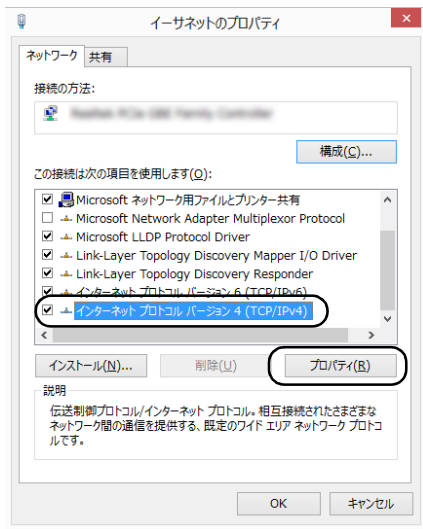 イーサネットのプロパティ
ネットワーク 共有
接続の方法:
構成(C)...
この接続は次の項目を使用します(O):
Microsoft ネットワーク用ファイルとプリンター共有
Microsoft Network Adapter Multiplexor Protocol
Microsoft LLDP Protocol Driver
Link-Layer Topology Discovery Mapper I/O Driver
Link-Layer Topology Discovery Responder
インターネット プロトコル バージョン 6 (TCP/IPv6)
インターネット プロトコル バージョン 4 (TCP/IPv4)
インストール(N)... 削除(U) プロパティ(R)
説明
伝送制御プロトコル/インターネット プロトコル。相互接続されたさまざまな
ネットワーク間の通信を提供する、既定のワイド エリア ネットワーク プロトコ
ルです。
OK キャンセル